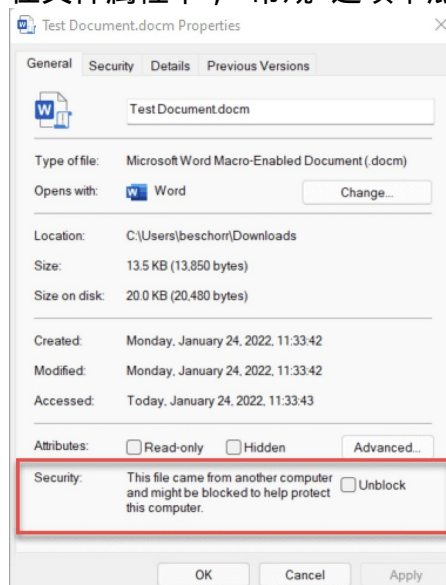 Test Document.docm Properties
General Security Details Previous Versions
Test Document.docm
Type of file: Microsoft Word Macro-Enabled Document (.docm)
Opens with: Word Change...
Location: C:\Users\beschorr\Downloads
Size: 13.5 KB (13,850 bytes)
Size on disk: 20.0 KB (20,480 bytes)
Created: Monday, January 24, 2022, 11:33:42
Modified: Monday, January 24, 2022, 11:33:42
Accessed: Today, January 24, 2022, 11:33:43
Attributes: Read-only Hidden Advanced...
Security: This file came from another computer
and might be blocked to help protect
this computer.
Unblock
OK Cancel Apply